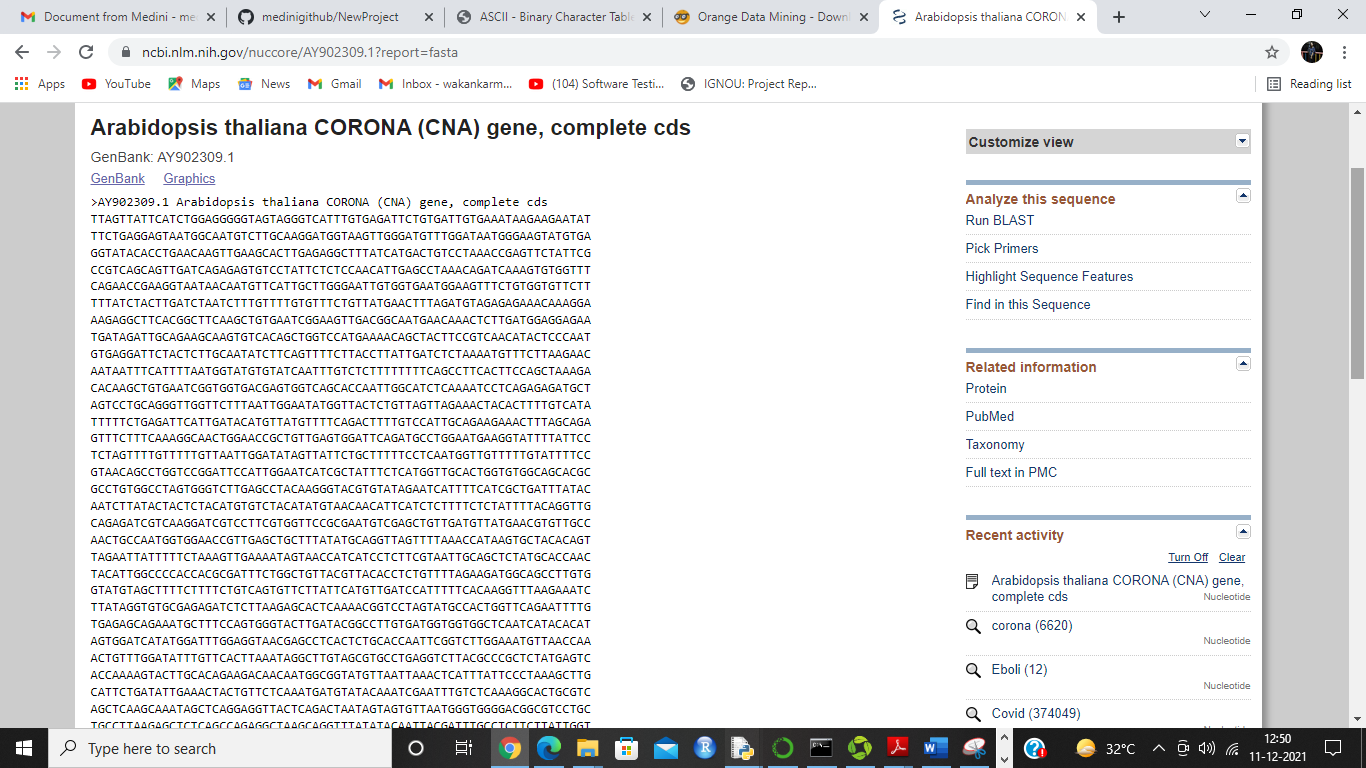 Document from Medini - me
medinigithub/NewProject
ASCII - Binary Character Table
Orange Data Mining - Downl
Arabidopsis thaliana CORON
ncbi.nlm.nih.gov/nuccore/AY902309.1?report=fasta
Apps
YouTube
Maps
News
Gmail
Inbox - wakankarm...
(104) Software Testi...
IGNOU: Project Rep...
Reading list
Arabidopsis thaliana CORONA (CNA) gene, complete cds
GenBank: AY902309.1
GenBank Graphics
>AY902309.1 Arabidopsis thaliana CORONA (CNA) gene, complete cds
TTAGTTATTCATCTGGAGGGGGTAGTAGGGTCATTTGTGAGATTCTGTGATTGTGAAATAAGAAGAATAT
TTCTGAGGAGTAATGGCAATGTCTTGCAAGGATGGTAAGTTGGGATGTTTGGATAATGGGAAGTATGTGA
GGTATACACCTGAACAAGTTGAAGCACTTGAGAGGCTTTATCATGACTGTCCTAAACCGAGTTCTATTCG
CCGTCAGCAGTTGATCAGAGAGTGTCCTATTCTCTCCAACATTGAGCCTAAACAGATCAAAGTGTGGTTT
CAGAACCGAAGGTAATAACAATGTTCATTGCTTGGGAATTGTGGTGAATGGAAGTTTCTGTGGTGTTCTT
TTTATCTACTTGATCTAATCTTTGTTTTGTGTTTCTGTTATGAACTTTAGATGTAGAGAGAAACAAAGGA
AAGAGGCTTCACGGCTTCAAGCTGTGAATCGGAAGTTGACGGCAATGAACAAACTCTTGATGGAGGAGAA
TGATAGATTGCAGAAGCAAGTGTCACAGCTGGTCCATGAAAACAGCTACTTCCGTCAACATACTCCCAAT
GTGAGGATTCTACTCTTGCAATATCTTCAGTTTTCTTACCTTATTGATCTCTAAAATGTTTCTTAAGAAC
AATAATTTCATTTTAATGGTATGTGTATCAATTTGTCTCTTTTTTTTTCAGCCTTCACTTCCAGCTAAAGA
CACAAGCTGTGAATCGGTGGTGACGAGTGGTCAGCACCAATTGGCATCTCAAAATCCTCAGAGAGATGCT
AGTCCTGCAGGGTTGGTTCTTTAATTGGAATATGGTTACTCTGTTAGTTAGAAACTACACTTTTGTCATA
TTTTTCTGAGATTCATTGATACATGTTATGTTTTCAGACTTTTGTCCATTGCAGAAGAAACTTTAGCAGA
GTTTCTTTCAAAGGCAACTGGAACCGCTGTTGAGTGGATTCAGATGCCTGGAATGAAGGTATTTTATTCC
TCTAGTTTTGTTTTTGTTAATTGGATATAGTTATTCTGCTTTTTCCTCAATGGTTGTTTTTGTATTTTCC
GTAACAGCCTGGTCCGGATTCCATTGGAATCATCGCTATTTCTCATGGTTGCACTGGTGTGGCAGCACGC
GCCTGTGGCCTAGTGGGTCTTGAGCCTACAAGGGTACGTGTATAGAATCATTTTCATCGCTGATTTATAC
AATCTTATACTACTCTACATGTGTCTACATATGTAACAACATTCATCTCTTTTCTCTATTTTACAGGTTG
CAGAGATCGTCAAGGATCGTCCTTCGTGGTTCCGCGAATGTCGAGCTGTTGATGTTATGAACGTGTTGCC
AACTGCCAATGGTGGAACCGTTGAGCTGCTTTATATGCAGGTTAGTTTTAAACCATAAGTGCTACACAGT
TAGAATTATTTTTCTAAAGTTGAAAATAGTAACCATCATCCTCTTCGTAATTGCAGCTCTATGCACCAAC
TACATTGGCCCCACCACGCGATTTCTGGCTGTTACGTTACACCTCTGTTTTAGAAGATGGCAGCCTTGTG
GTATGTAGCTTTTCTTTTCTGTCAGTGTTCTTATTCATGTTGATCCATTTTTCACAAGGTTTAAGAAATC
TTATAGGTGTGCGAGAGATCTCTTAAGAGCACTCAAAACGGTCCTAGTATGCCACTGGTTCAGAATTTTG
TGAGAGCAGAAATGCTTTCCAGTGGGTACTTGATACGGCCTTGTGATGGTGGTGGCTCAATCATACACAT
AGTGGATCATATGGATTTGGAGGTAACGAGCCTCACTCTGCACCAATTCGGTCTTGGAAATGTTAACCAA
ACTGTTTGGATATTTGTTCACTTAAATAGGCTTGTAGCGTGCCTGAGGTCTTACGCCCGCTCTATGAGTC
ACCAAAAGTACTTGCACAGAAGACAACAATGGCGGTATGTTAATTAAACTCATTTATTCCCTAAAGCTTG
CATTCTGATATTGAAACTACTGTTCTCAAATGATGTATACAAATCGAATTTGTCTCAAAGGCACTGCGTC
AGCTCAAGCAAATAGCTCAGGAGGTTACTCAGACTAATAGTAGTGTTAATGGGTGGGGACGGCGTCCTGC
TGCCTTAAGAGCTCTCAGCCAGAGGCTAAGCAGGTTTATATACAATTACGATTTGCCTCTTCTTATTGGT
Customize view
Analyze this sequence
Run BLAST
Pick Primers
Highlight Sequence Features
Find in this Sequence
Related information
Protein
PubMed
Taxonomy
Full text in PMC
Recent activity
Turn Off Clear
Arabidopsis thaliana CORONA (CNA) gene,
complete cds
Nucleotide
corona (6620)
Nucleotide
Eboli (12)
Nucleotide
Covid (374049)
Type here to search
32°C
12:50
11-12-2021